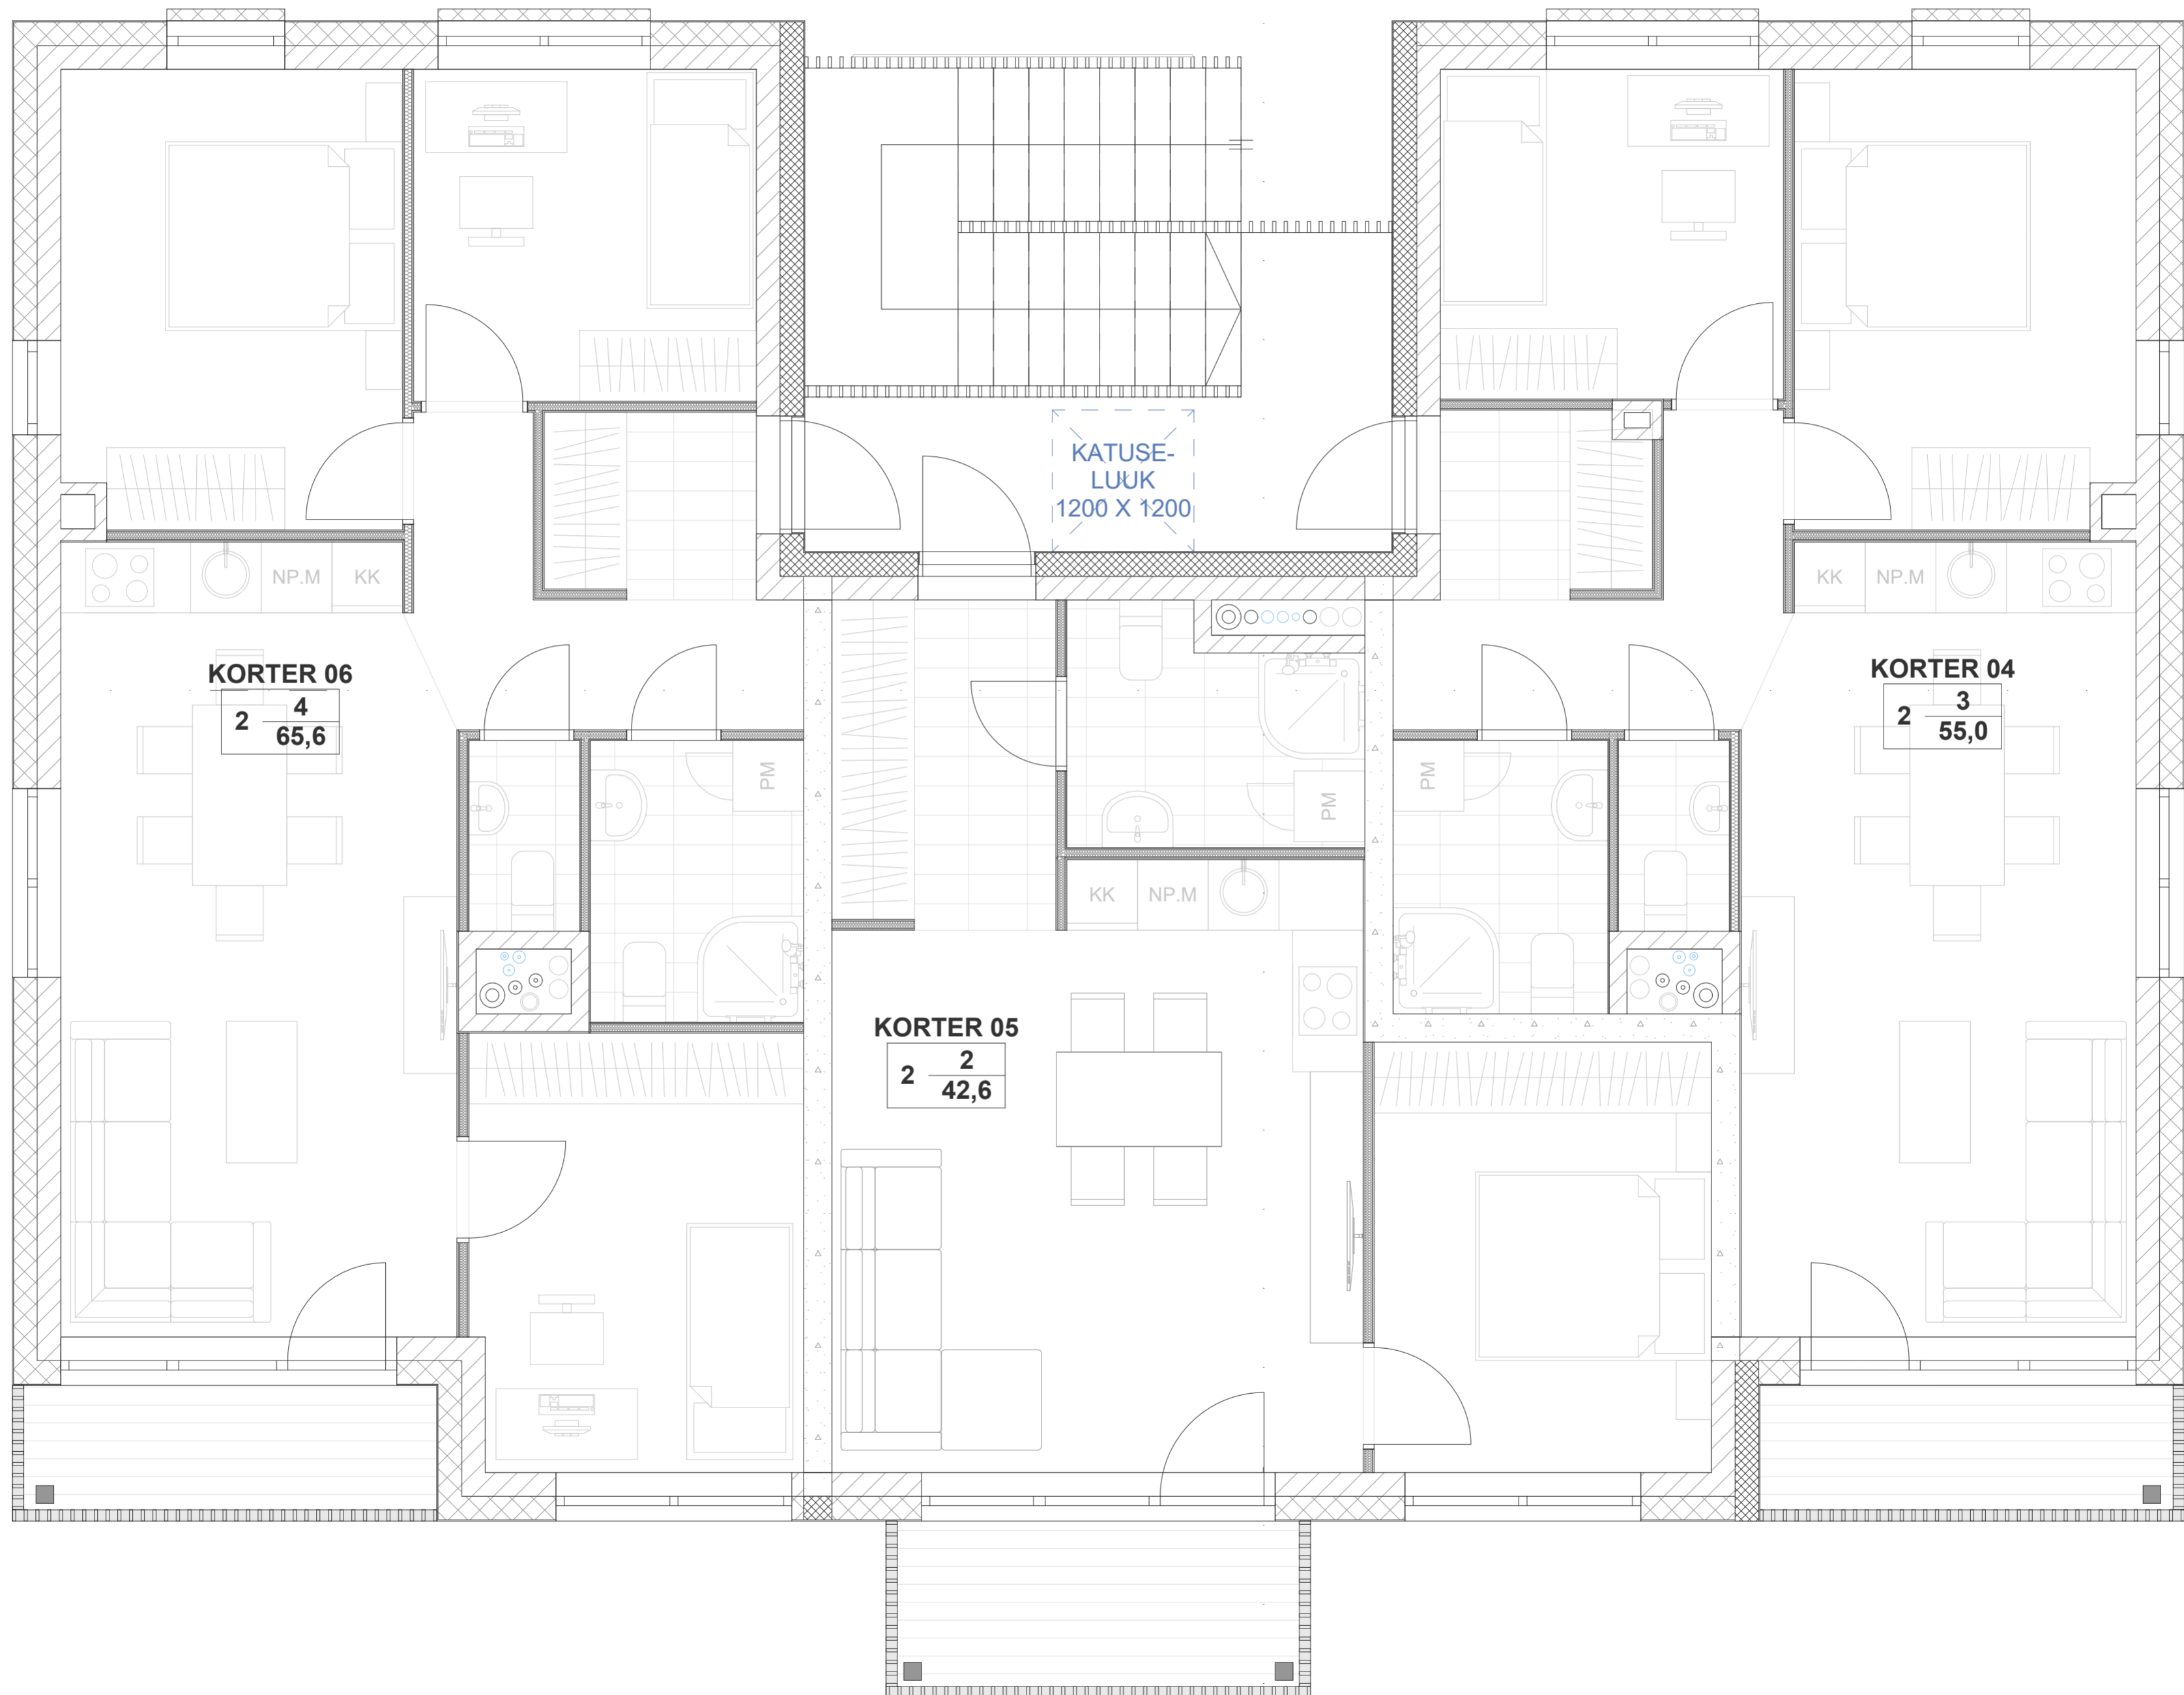 KATUSE-
LUUK
1200 X 1200
NP.M
KK
KK
NP.M
KORTER 06
2
4
65,6
KORTER 04
2
3
55,0
PM
PM
PM
KK
NP.M
KORTER 05
2
2
42,6